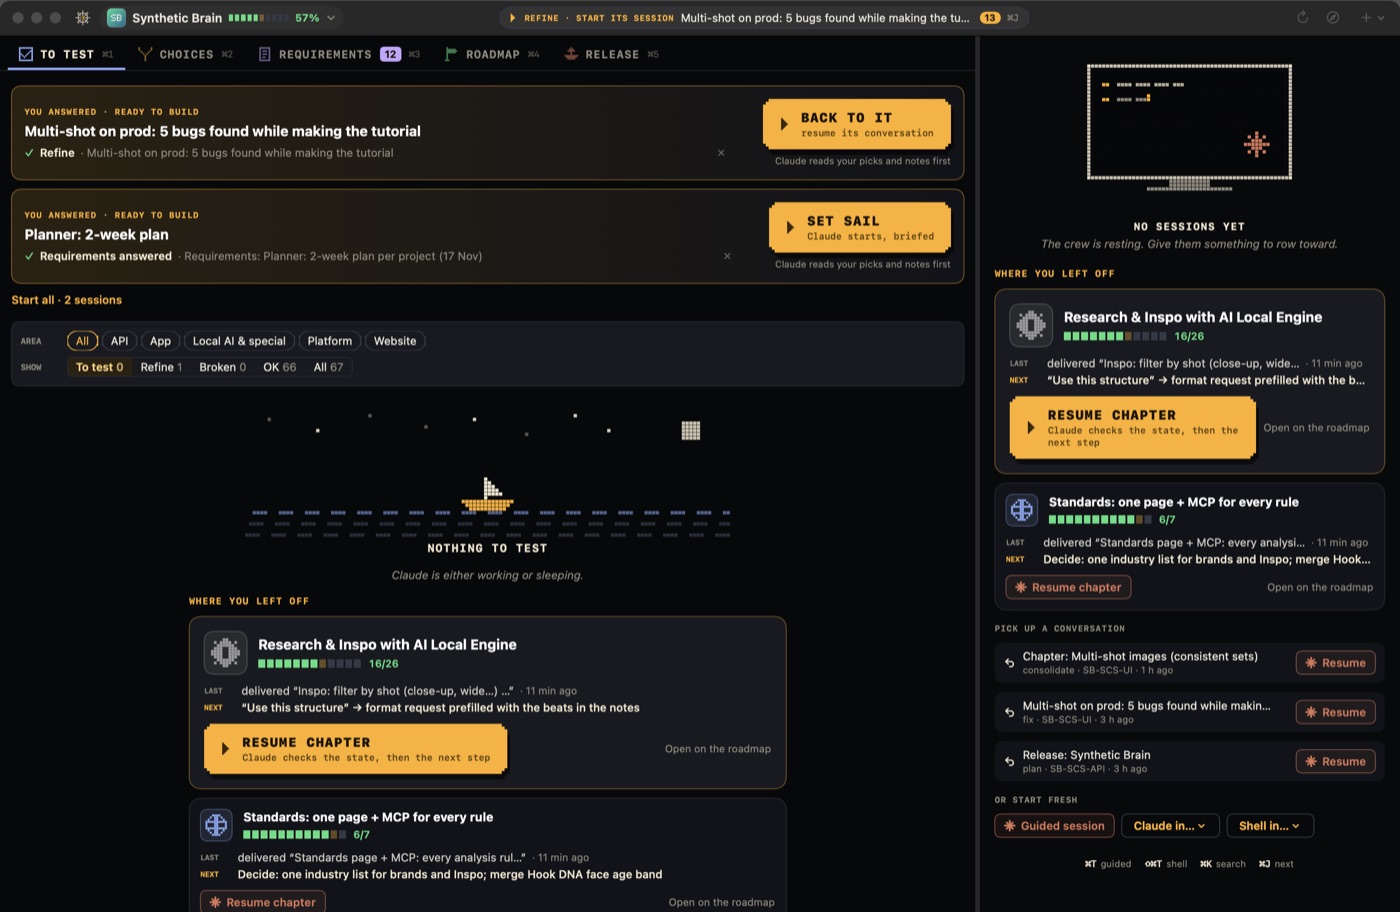 SB Synthetic Brain 57%
REFINE · START ITS SESSION Multi-shot on prod: 5 bugs found while making the tu... 13 ⌘J
TO TEST ⌘1 CHOICES ⌘2 REQUIREMENTS 12 ⌘3 ROADMAP ⌘4 RELEASE ⌘5
YOU ANSWERED · READY TO BUILD
Multi-shot on prod: 5 bugs found while making the tutorial
✓ Refine · Multi-shot on prod: 5 bugs found while making the tutorial ×
BACK TO IT
resume its conversation
Claude reads your picks and notes first
YOU ANSWERED · READY TO BUILD
Planner: 2-week plan
✓ Requirements answered · Requirements: Planner: 2-week plan per project (17 Nov) ×
SET SAIL
Claude starts, briefed
Claude reads your picks and notes first
Start all · 2 sessions
AREA All API App Local AI & special Platform Website
SHOW To test 0 Refine 1 Broken 0 OK 66 All 67
NOTHING TO TEST
Claude is either working or sleeping.
WHERE YOU LEFT OFF
Research & Inspo with AI Local Engine
16/26
LAST delivered “Inspo: filter by shot (close-up, wide...) ...” · 11 min ago
NEXT “Use this structure” → format request prefilled with the beats in the notes
RESUME CHAPTER
Claude checks the state, then the next step
Open on the roadmap
Standards: one page + MCP for every rule
6/7
LAST delivered “Standards page + MCP: every analysis rul...” · 11 min ago
NEXT Decide: one industry list for brands and Inspo; merge Hook DNA face age band
Resume chapter
Open on the roadmap
NO SESSIONS YET
The crew is resting. Give them something to row toward.
WHERE YOU LEFT OFF
Research & Inspo with AI Local Engine
16/26
LAST delivered “Inspo: filter by shot (close-up, wide... · 11 min ago
NEXT “Use this structure” → format request prefilled with the b...
RESUME CHAPTER
Claude checks the state, then the
next step
Open on the roadmap
Standards: one page + MCP for every rule
6/7
LAST delivered “Standards page + MCP: every analysi... · 11 min ago
NEXT Decide: one industry list for brands and Inspo; merge Hook...
Resume chapter
Open on the roadmap
PICK UP A CONVERSATION
Chapter: Multi-shot images (consistent sets)
consolidate · SB-SCS-UI · 1 h ago
Resume
Multi-shot on prod: 5 bugs found while makin...
fix · SB-SCS-UI · 3 h ago
Resume
Release: Synthetic Brain
plan · SB-SCS-API · 3 h ago
Resume
OR START FRESH
Guided session Claude in... Shell in...
⌘T guided ⇧⌘T shell ⌘K search ⌘J next